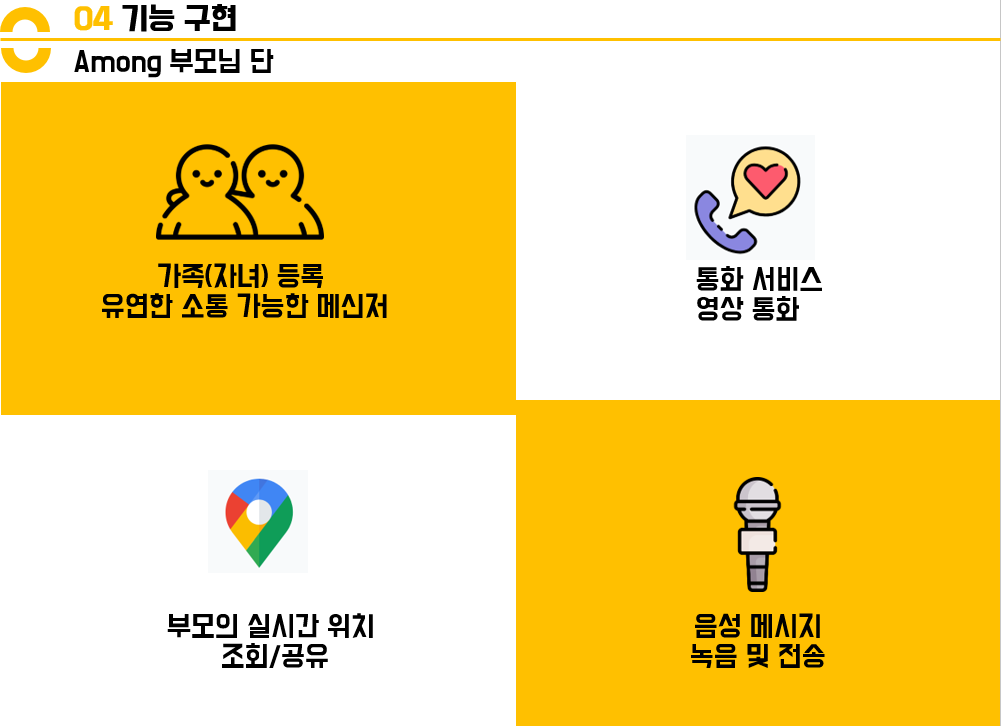 04 기능 구현
Among 부모님 단
가족(자녀) 등록
유연한 소통 가능한 메신저
통화 서비스
영상 통화
부모의 실시간 위치
조회/공유
음성 메시지
녹음 및 전송